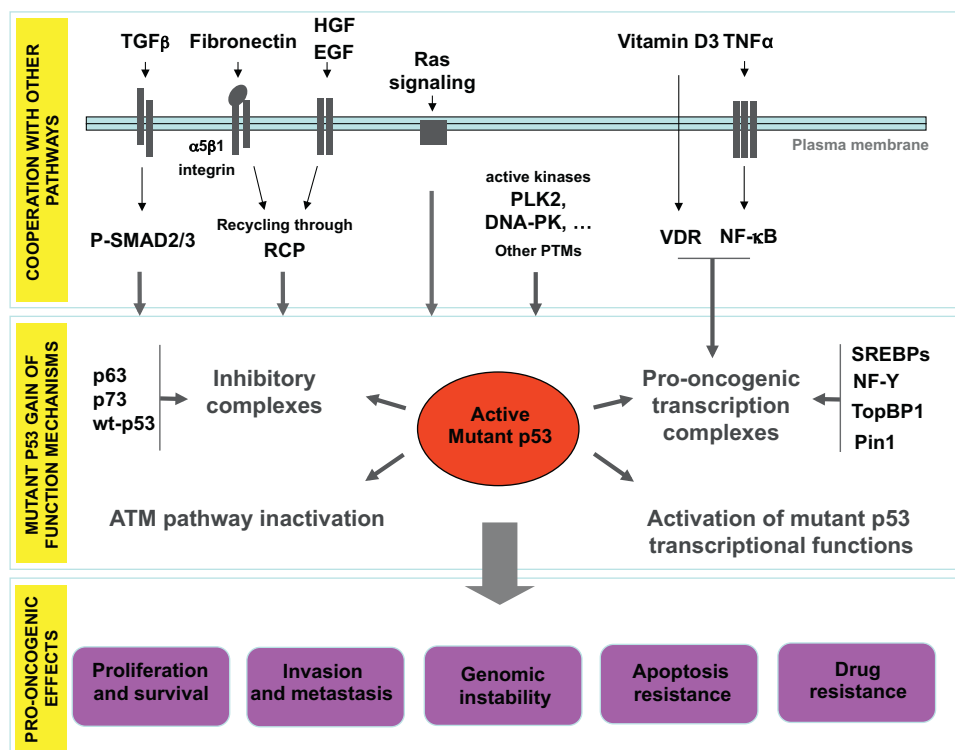 COOPERATION WITH OTHER
PATHWAYS
TGFβ
Fibronectin
HGF
EGF
Ras
signaling
Vitamin D3
TNFα
α5β1
integrin
Plasma membrane
active kinases
PLK2,
DNA-PK, …
Other PTMs
Recycling through
RCP
P-SMAD2/3
VDR
NF-κB
MUTANT P53 GAIN OF
FUNCTION MECHANISMS
p63
p73
wt-p53
Inhibitory
complexes
Active
Mutant p53
Pro-oncogenic
transcription
complexes
SREBPs
NF-Y
TopBP1
Pin1
ATM pathway inactivation
Activation of mutant p53
transcriptional functions
PRO-ONCOGENIC
EFFECTS
Proliferation
and survival
Invasion
and metastasis
Genomic
instability
Apoptosis
resistance
Drug
resistance